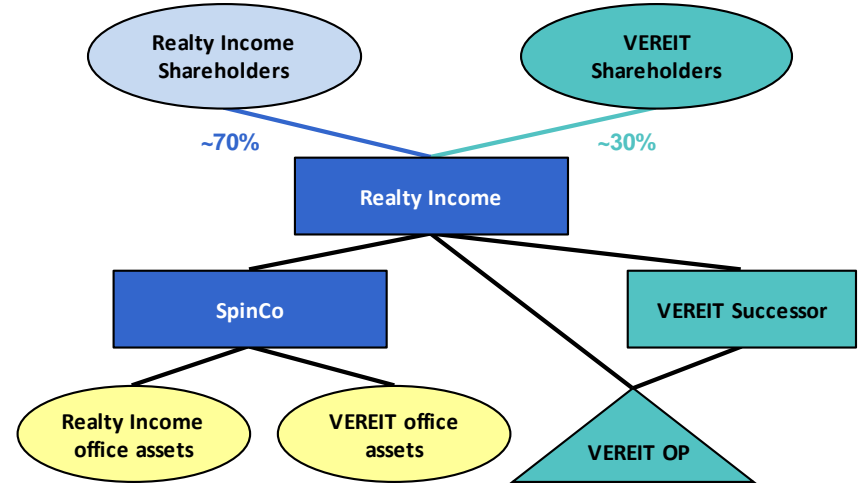 Realty Income
Shareholders
VEREIT
Shareholders
~70%
~30%
Realty Income
SpinCo
VEREIT Successor
Realty Income
office assets
VEREIT office
assets
VEREIT OP